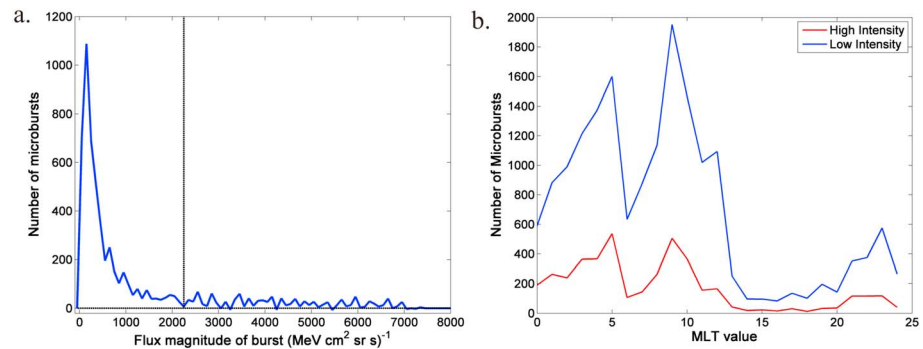 a.
Number of microbursts
1200
1000
800
600
400
200
0
0 1000 2000 3000 4000 5000 6000 7000 8000
Flux magnitude of burst (MeV cm² sr s)⁻¹
b.
Number of Microbursts
2000
1800
1600
1400
1200
1000
800
600
400
200
0
0 5 10 15 20 25
MLT value
High Intensity
Low Intensity